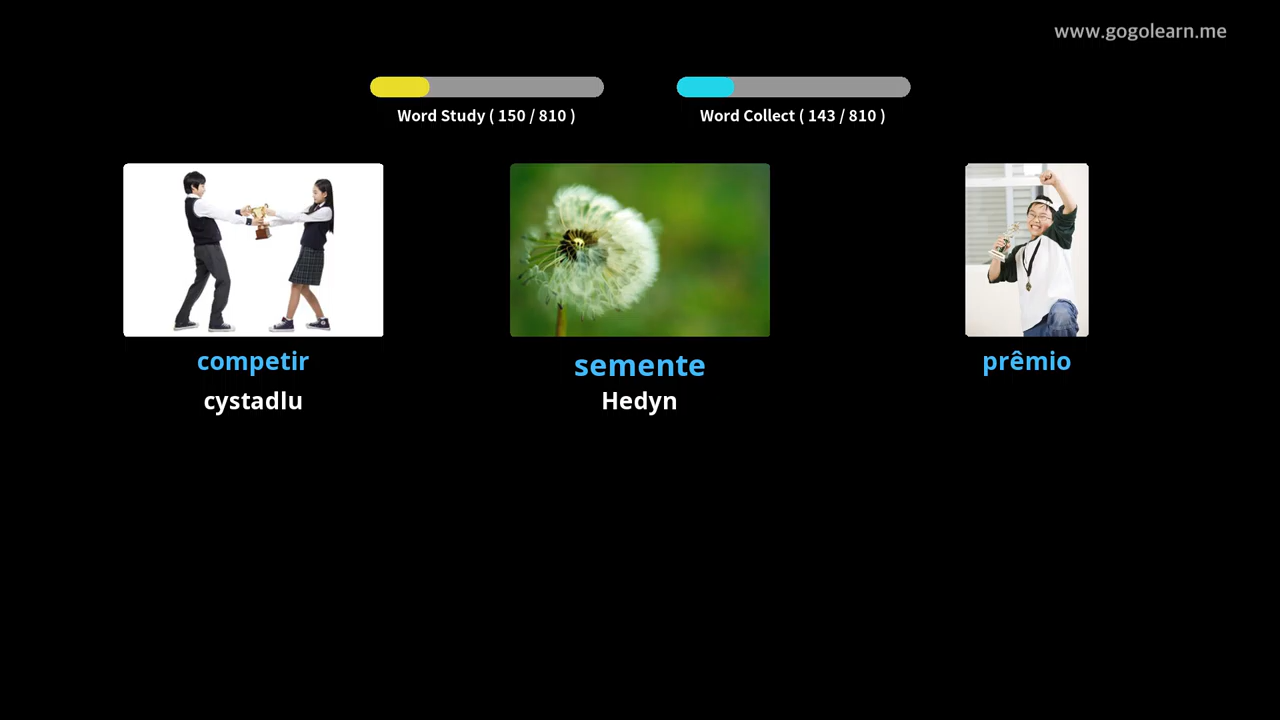 www.gogolearn.me
Word Study ( 150 / 810 )
Word Collect ( 143 / 810 )
competir
cystadlu
semente
Hedyn
prêmio